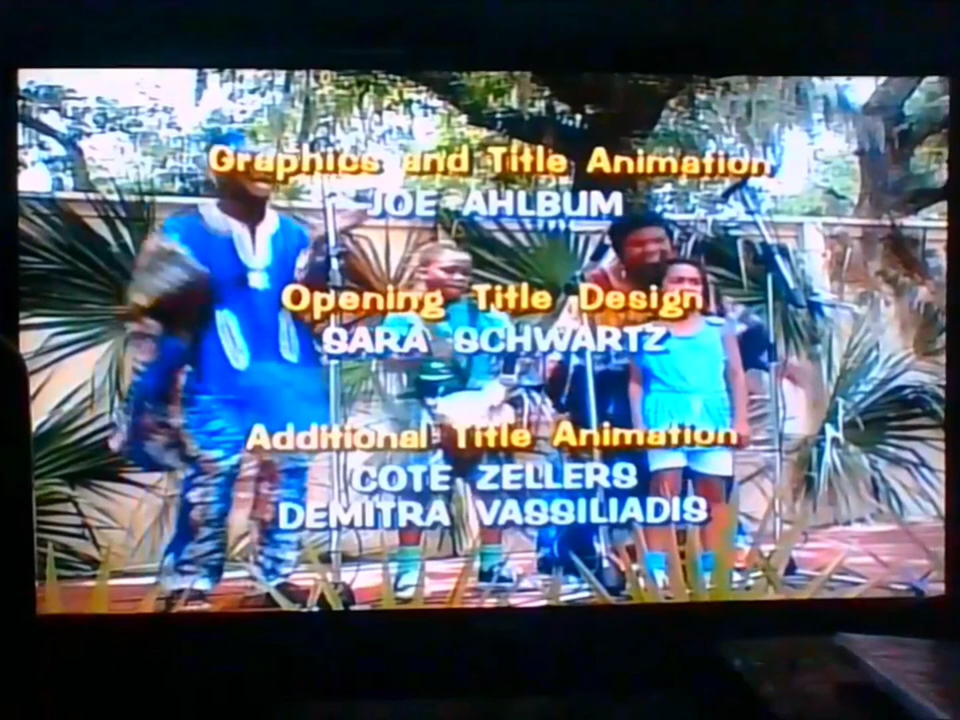 Graphics and Title Animation
JOE AHLBUM
Opening Title Design
SARA SCHWARTZ
Additional Title Animation
COTE ZELLERS
DEMITRA VASSILIADIS